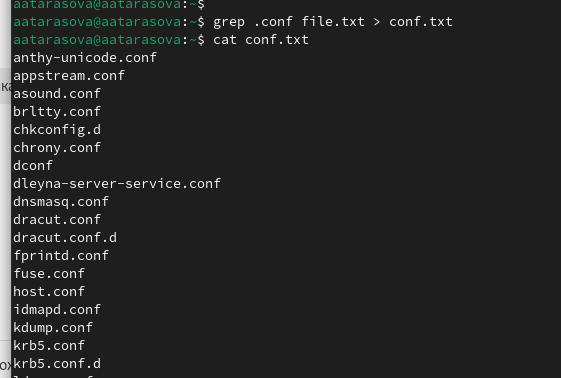 aatarasova@aatarasova:~$
aatarasova@aatarasova:~$ grep .conf file.txt > conf.txt
aatarasova@aatarasova:~$ cat conf.txt
anthy-unicode.conf
appstream.conf
asound.conf
brltty.conf
chkconfig.d
chrony.conf
dconf
dleyna-server-service.conf
dnsmasq.conf
dracut.conf
dracut.conf.d
fprintd.conf
fuse.conf
host.conf
idmapd.conf
kdump.conf
krb5.conf
krb5.conf.d